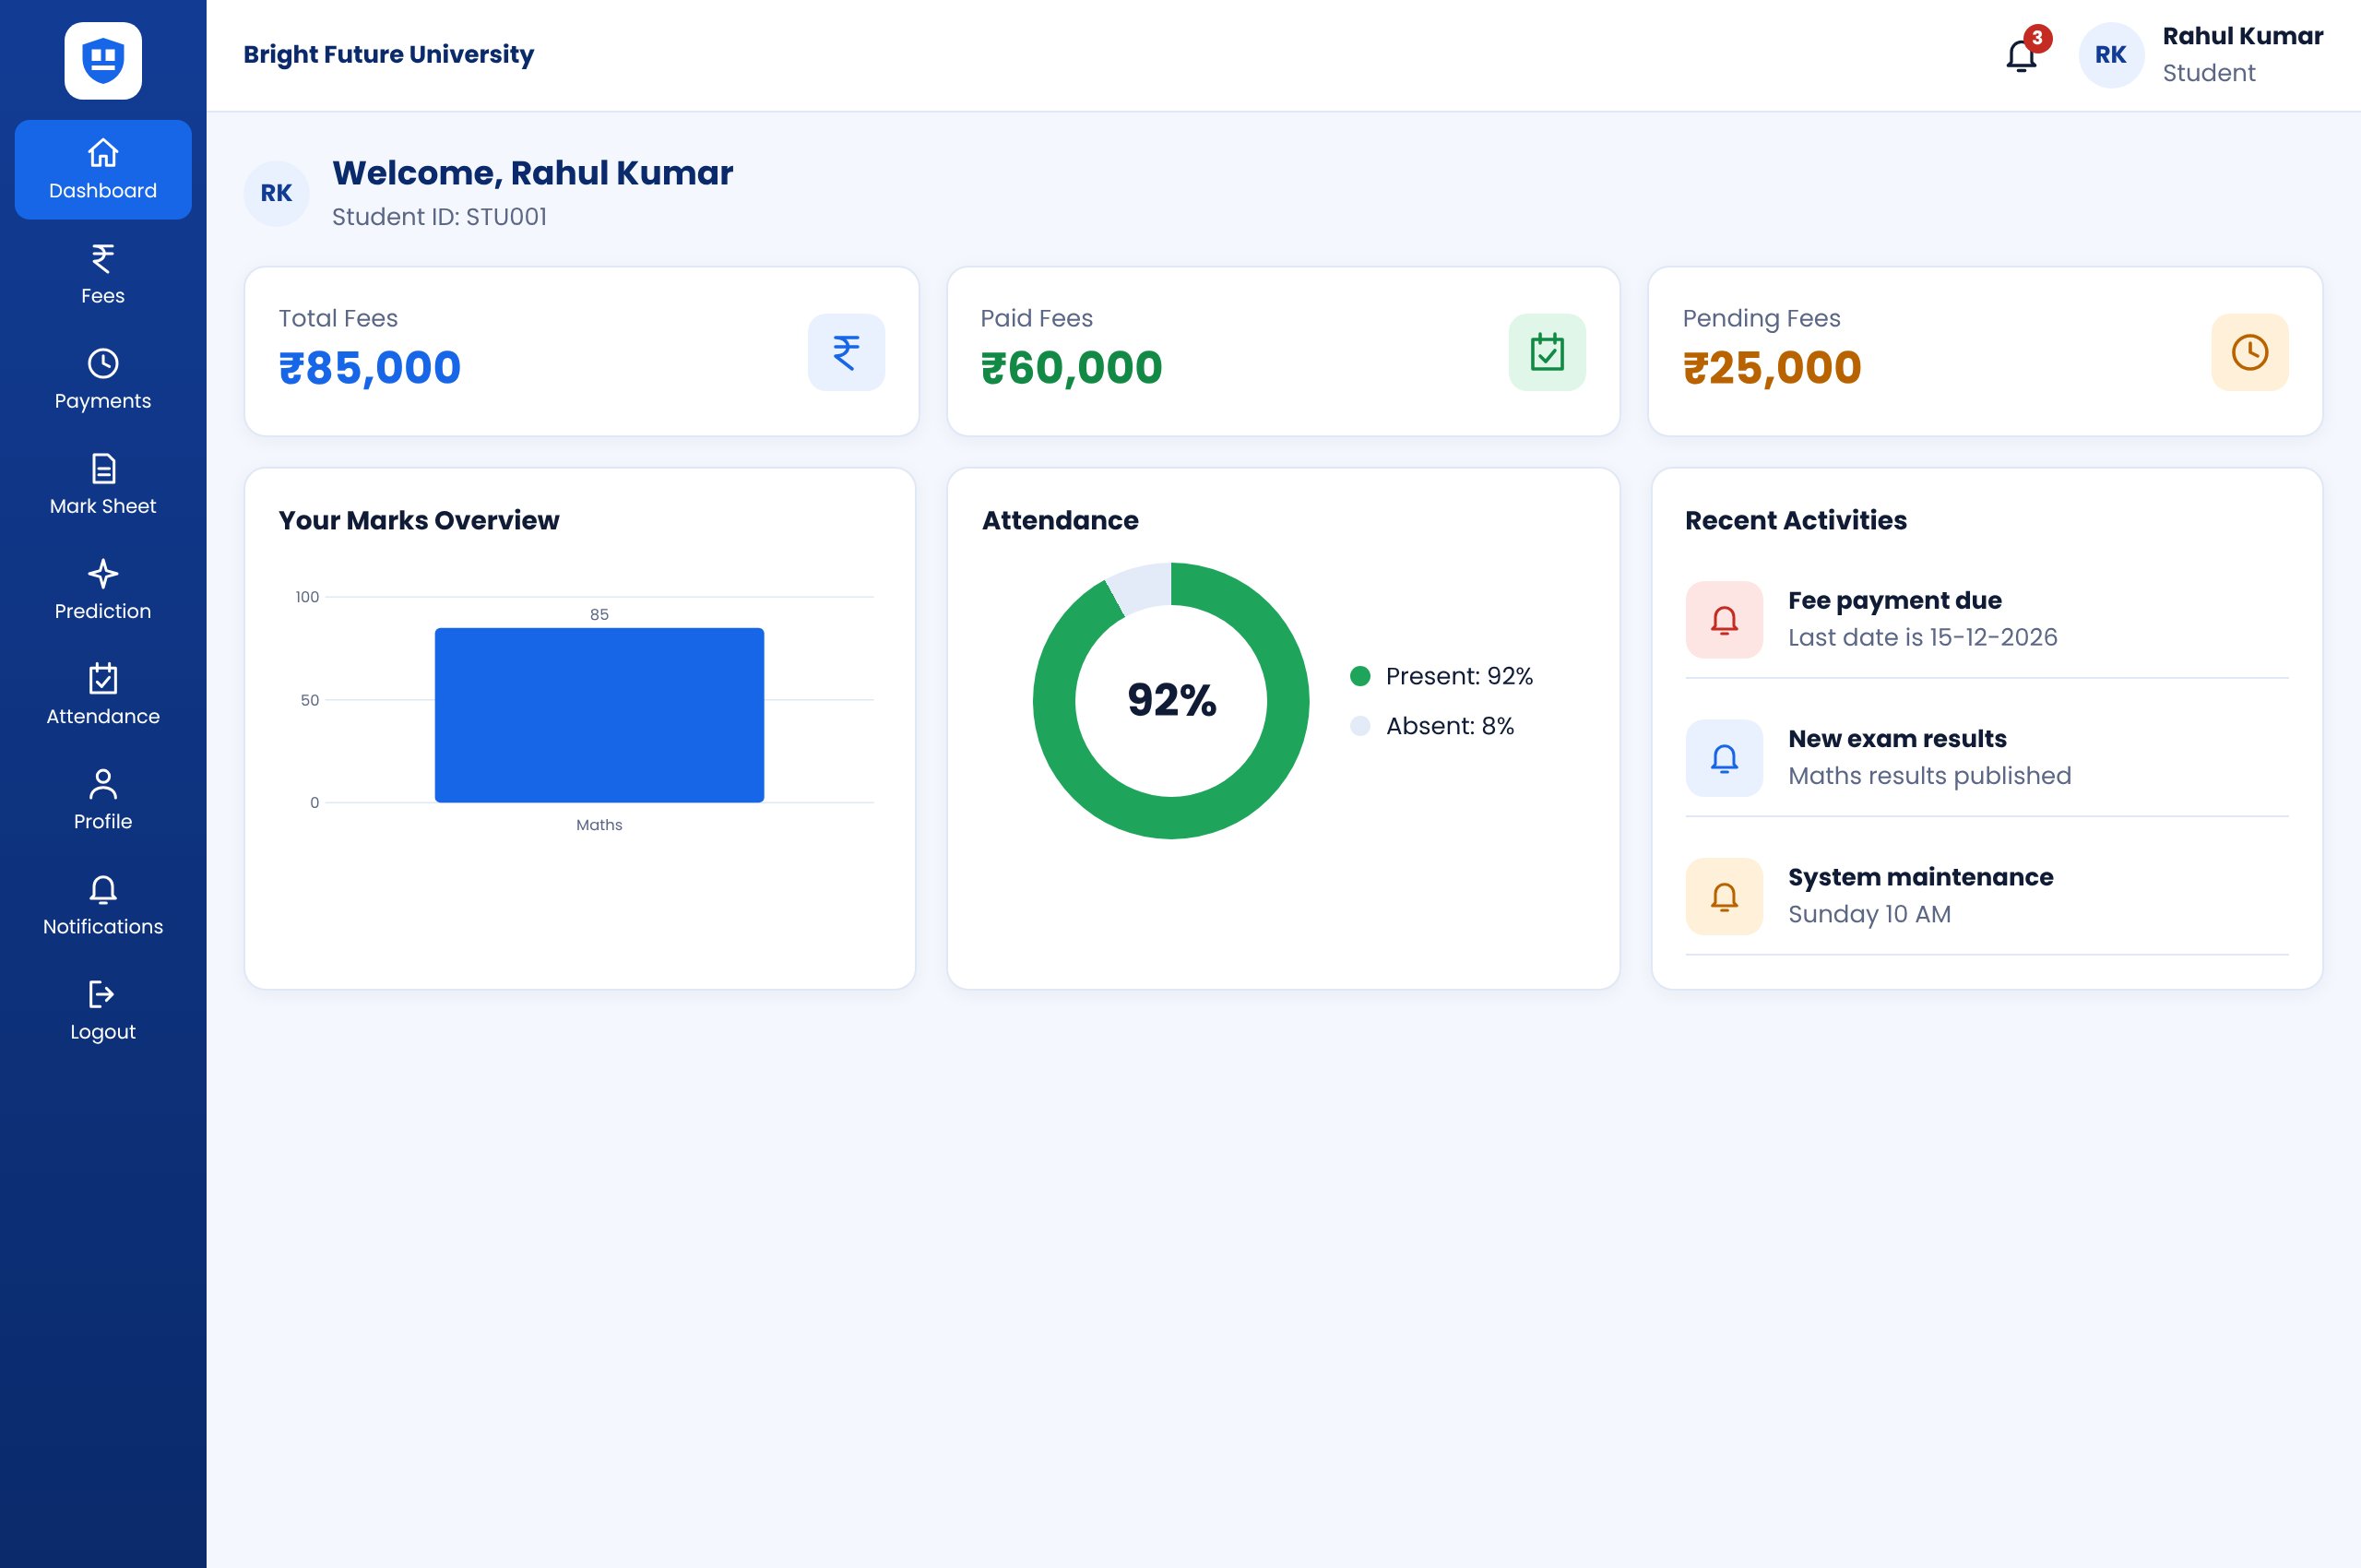 Bright Future University
3
RK
Rahul Kumar
Student
Dashboard
Fees
Payments
Mark Sheet
Prediction
Attendance
Profile
Notifications
Logout
RK
Welcome, Rahul Kumar
Student ID: STU001
Total Fees
₹85,000
₹
Paid Fees
₹60,000
Pending Fees
₹25,000
Your Marks Overview
100
85
50
0
Maths
Attendance
92%
Present: 92%
Absent: 8%
Recent Activities
Fee payment due
Last date is 15-12-2026
New exam results
Maths results published
System maintenance
Sunday 10 AM